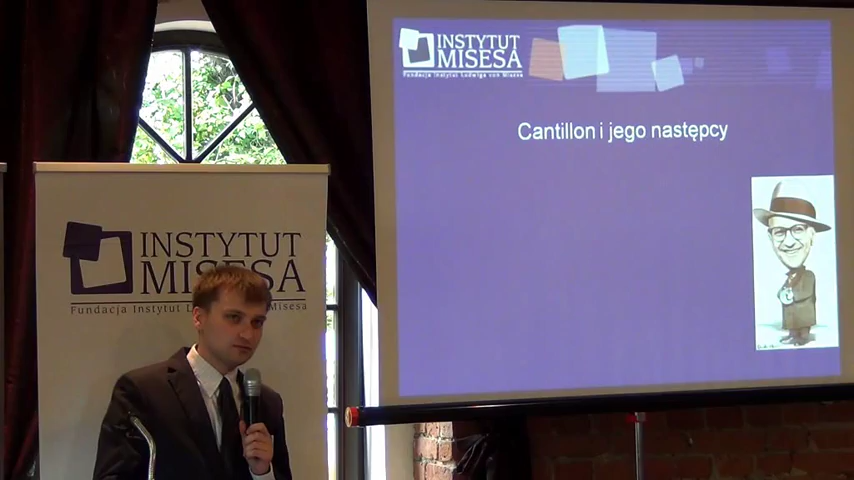 INSTYTUT
MISESA
Fundacja Instytut Ludwiga von Misesa
Cantillon i jego następcy
INSTYTUT
MISESA
Fundacja Instytut Misesa